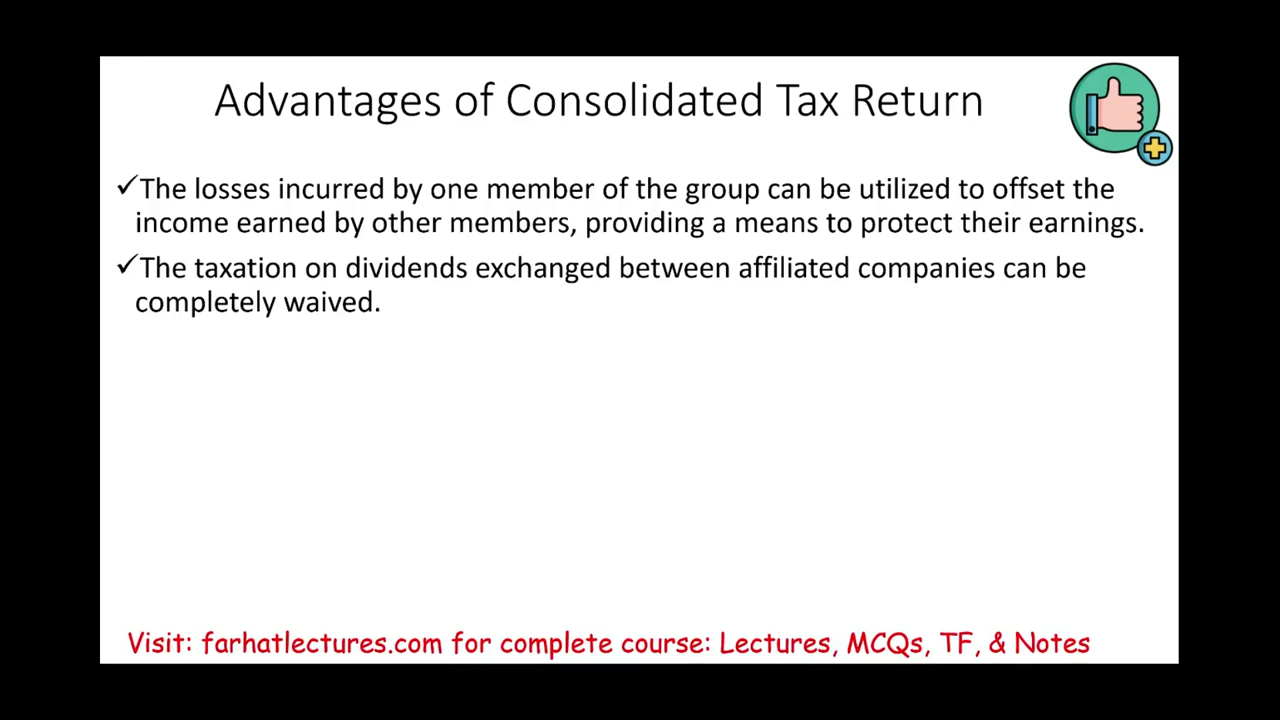 Advantages of Consolidated Tax Return
✓The losses incurred by one member of the group can be utilized to offset the
income earned by other members, providing a means to protect their earnings.
✓The taxation on dividends exchanged between affiliated companies can be
completely waived.
Visit: farhatlectures.com for complete course: Lectures, MCQs, TF, & Notes